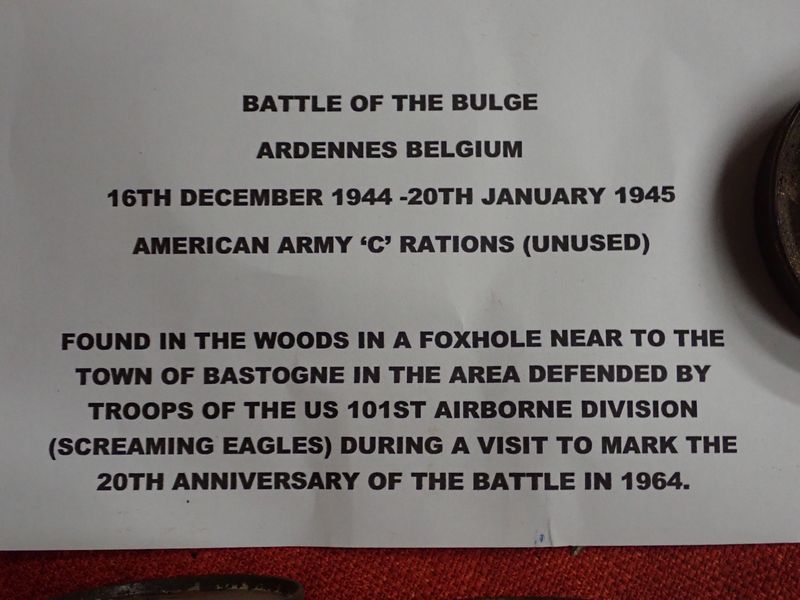 BATTLE OF THE BULGE
ARDENNES BELGIUM
16TH DECEMBER 1944 -20TH JANUARY 1945
AMERICAN ARMY ‘C’ RATIONS (UNUSED)
FOUND IN THE WOODS IN A FOXHOLE NEAR TO THE
TOWN OF BASTOGNE IN THE AREA DEFENDED BY
TROOPS OF THE US 101ST AIRBORNE DIVISION
(SCREAMING EAGLES) DURING A VISIT TO MARK THE
20TH ANNIVERSARY OF THE BATTLE IN 1964.